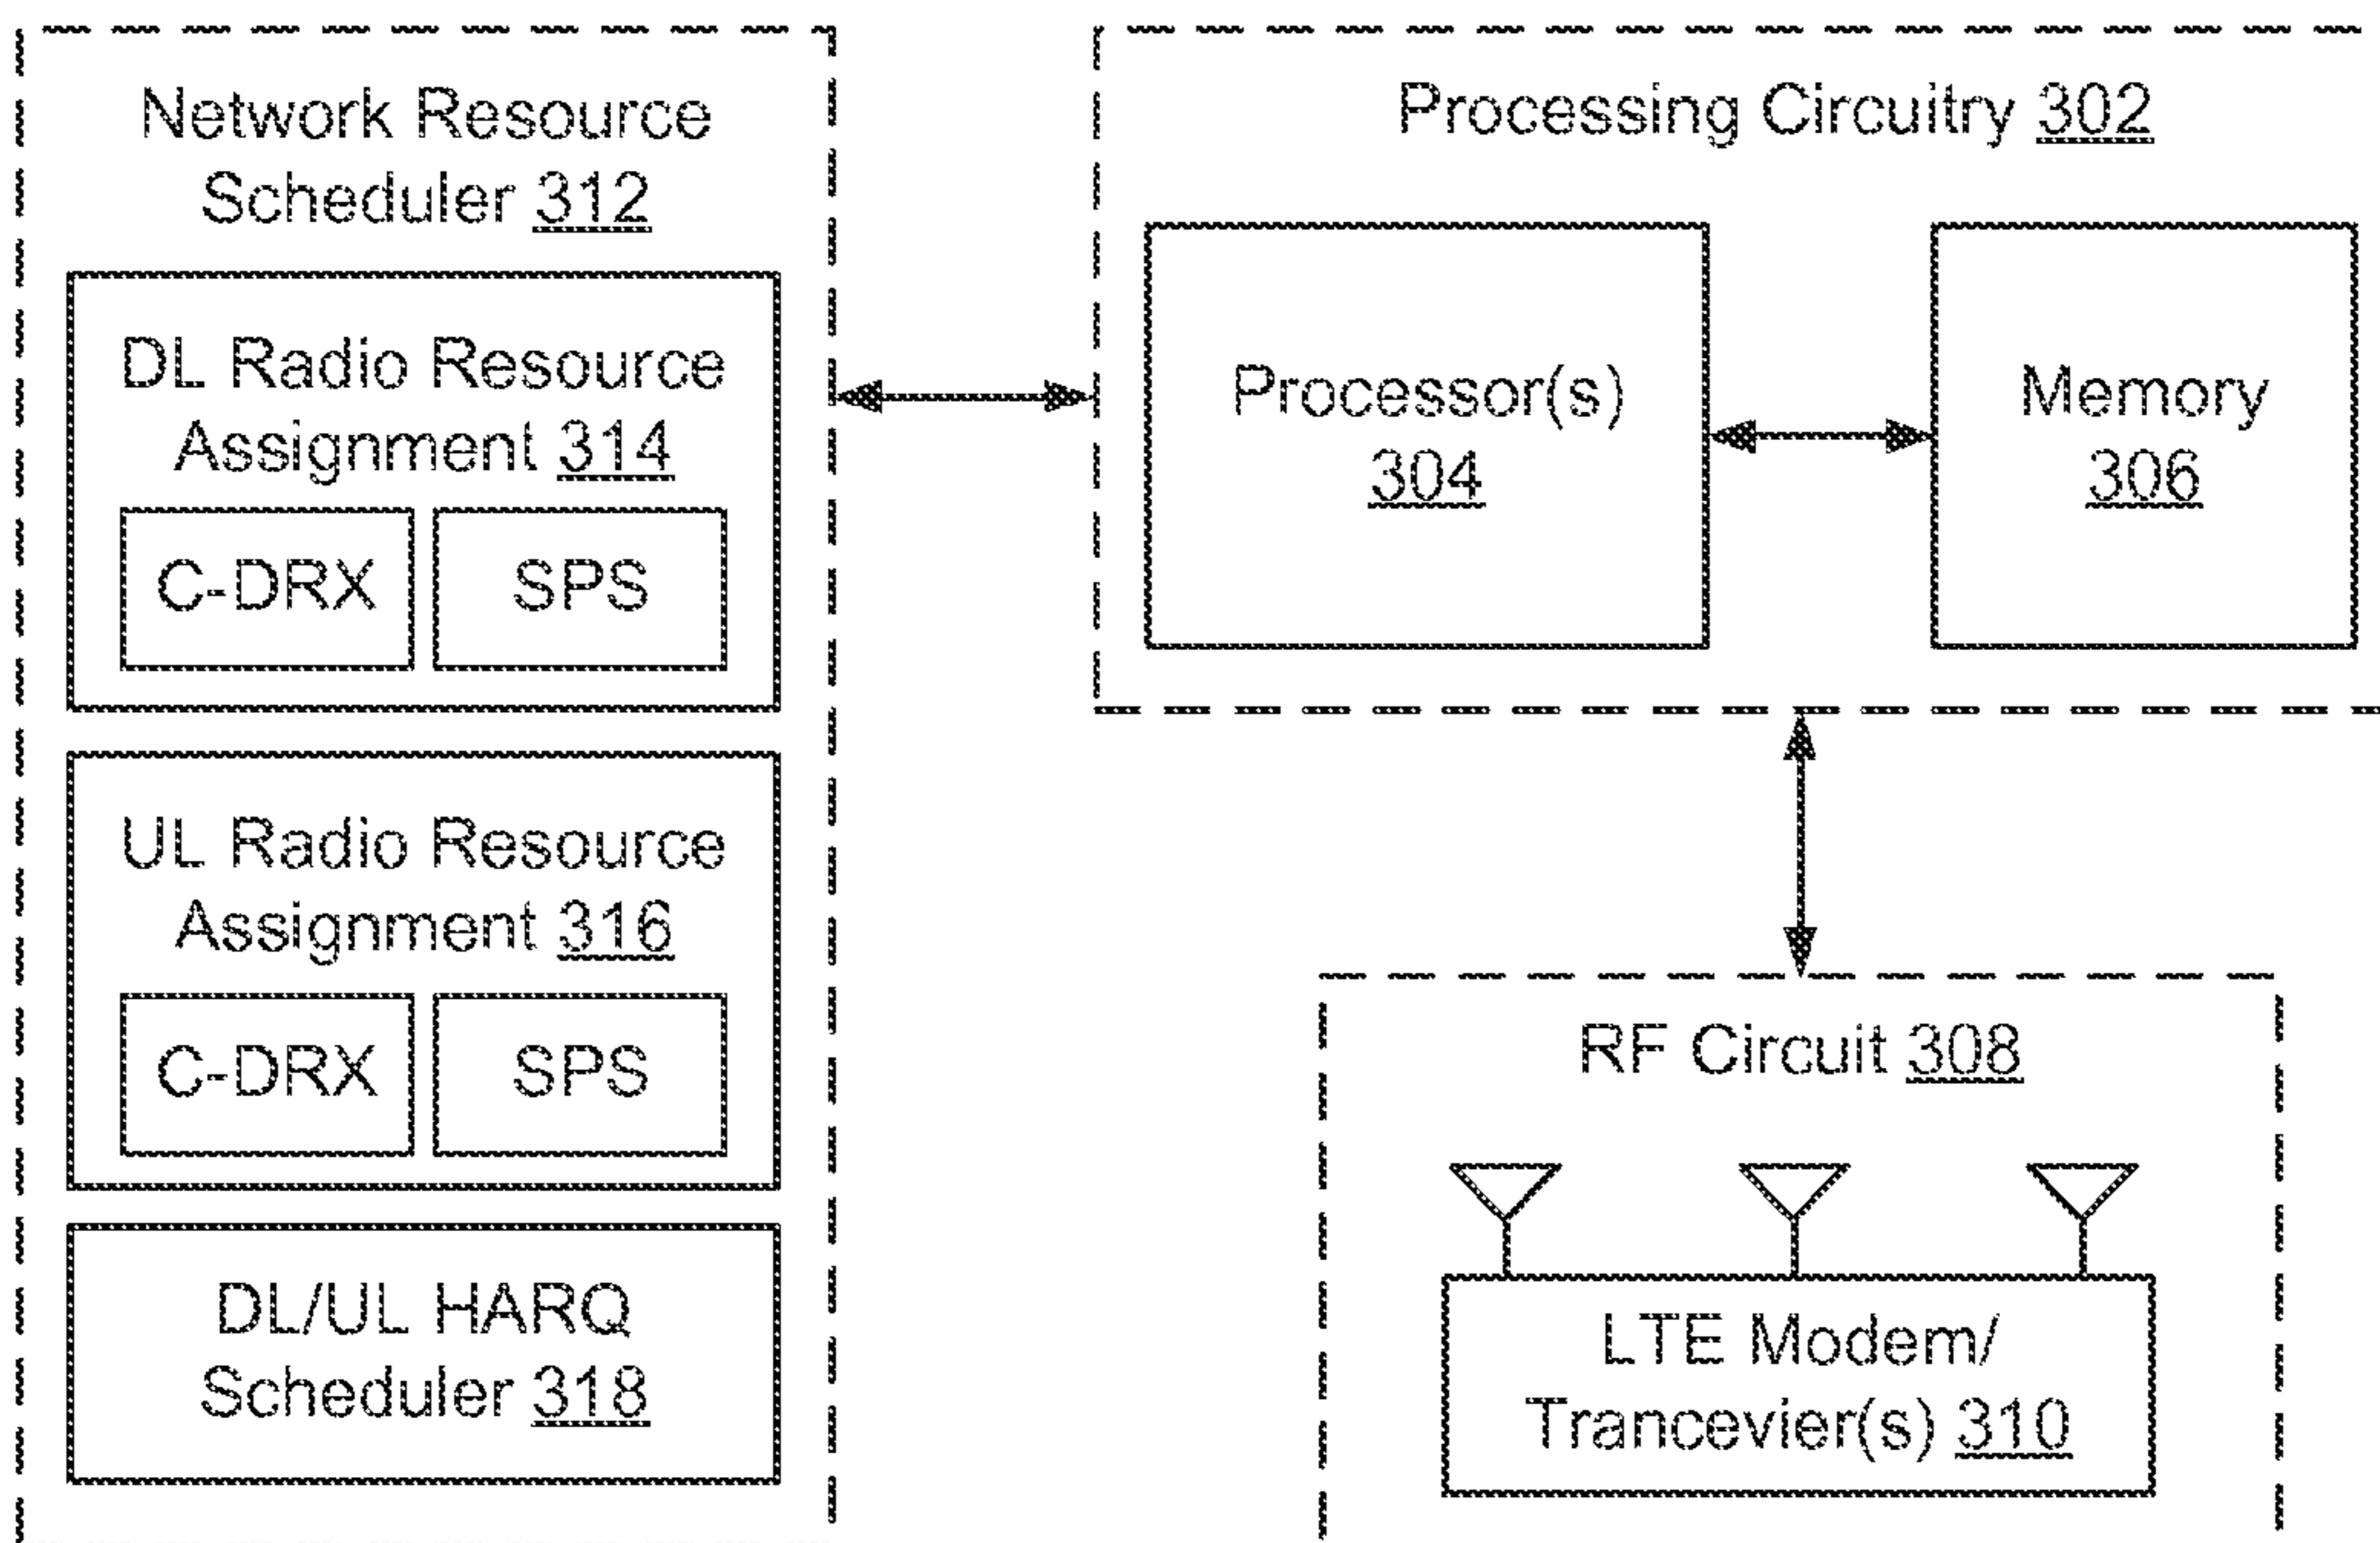 Network Resource
Scheduler 312
DL Radio Resource
Assignment 314
C-DRX
SPS
UL Radio Resource
Assignment 316
C-DRX
SPS
DL/UL HARQ
Scheduler 318
Processing Circuitry 302
Processor(s)
304
Memory
306
RF Circuit 308
LTE Modem/
Trancevier(s) 310